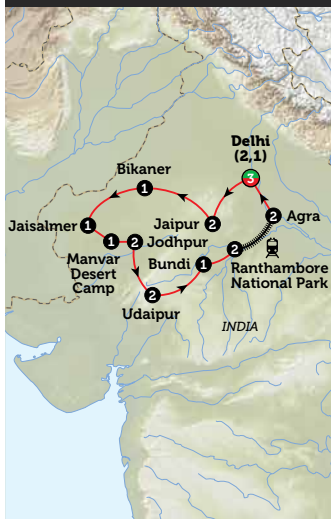 Delhi
(2,1)
3
Bikaner
1
Jaisalmer 1
Jaipur 2
2 Agra
1 2 Jodhpur
Manvar
Desert
Camp
Bundi 1
2
Ranthambore
National Park
2
Udaipur
INDIA